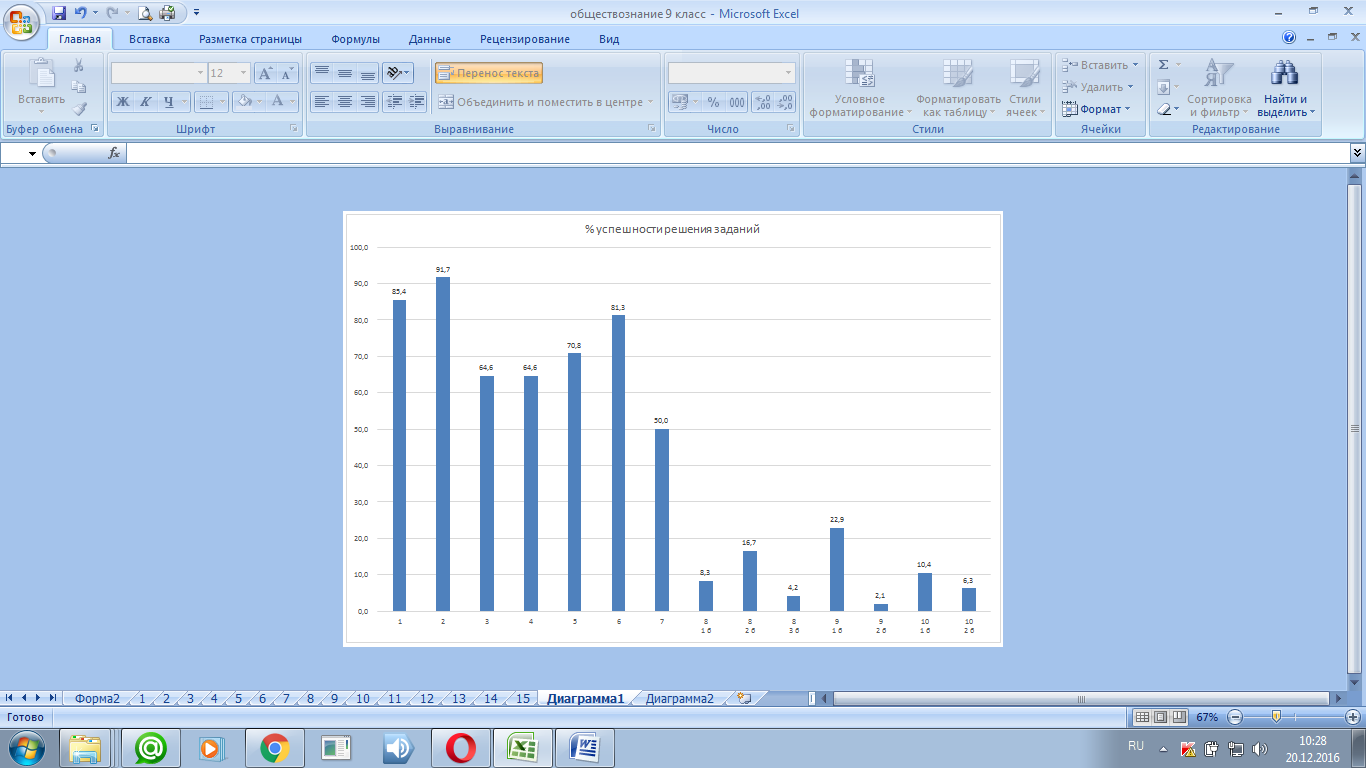 обществознание 9 класс - Microsoft Excel
Главная Вставка Разметка страницы Формулы Данные Рецензирование Вид
Вставить
Буфер обмена
12
Ж К Ч
Шрифт
Перенос текста
Объединить и поместить в центре
Выравнивание
% 000
Число
Условное форматирование
Форматировать как таблицу
Стили ячеек
Стили
Вставить
Удалить
Формат
Ячейки
Сортировка и фильтр
Найти и выделить
Редактирование
fx
% успешности решения заданий
100,0
90,0
80,0
70,0
60,0
50,0
40,0
30,0
20,0
10,0
0,0
85,4 91,7 64,6 64,6 70,8 81,3 50,0 8,3 16,7 4,2 22,9 2,1 10,4 6,3
1 2 3 4 5 6 7 8 8 8 9 9 10 10
1 б 2 б 3 б 1 б 2 б 1 б 2 б
Форма2 1 2 3 4 5 6 7 8 9 10 11 12 13 14 15 Диаграмма1 Диаграмма2
Готово 67%
RU 10:28
20.12.2016